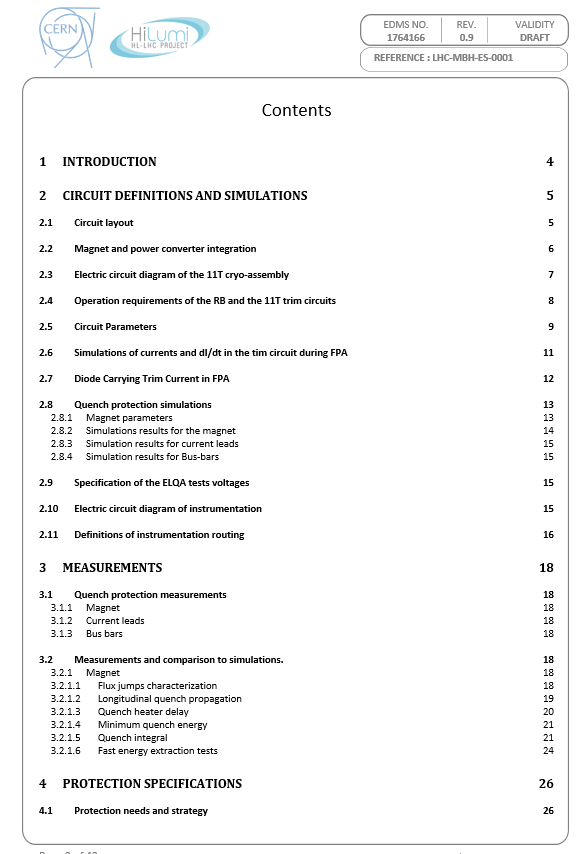 CERN
HiLumi
HL-LHC PROJECT
EDMS NO. REV. VALIDITY
1764166 0.9 DRAFT
REFERENCE : LHC-MBH-ES-0001
Contents
1 INTRODUCTION 4
2 CIRCUIT DEFINITIONS AND SIMULATIONS 5
2.1 Circuit layout 5
2.2 Magnet and power converter integration 6
2.3 Electric circuit diagram of the 11T cryo-assembly 7
2.4 Operation requirements of the RB and the 11T trim circuits 8
2.5 Circuit Parameters 9
2.6 Simulations of currents and dI/dt in the tim circuit during FPA 11
2.7 Diode Carrying Trim Current in FPA 12
2.8 Quench protection simulations 13
2.8.1 Magnet parameters 13
2.8.2 Simulations results for the magnet 14
2.8.3 Simulation results for current leads 15
2.8.4 Simulation results for Bus-bars 15
2.9 Specification of the ELQA tests voltages 15
2.10 Electric circuit diagram of instrumentation 15
2.11 Definitions of instrumentation routing 16
3 MEASUREMENTS 18
3.1 Quench protection measurements 18
3.1.1 Magnet 18
3.1.2 Current leads 18
3.1.3 Bus bars 18
3.2 Measurements and comparison to simulations. 18
3.2.1 Magnet 18
3.2.1.1 Flux jumps characterization 18
3.2.1.2 Longitudinal quench propagation 19
3.2.1.3 Quench heater delay 20
3.2.1.4 Minimum quench energy 21
3.2.1.5 Quench integral 21
3.2.1.6 Fast energy extraction tests 24
4 PROTECTION SPECIFICATIONS 26
4.1 Protection needs and strategy 26